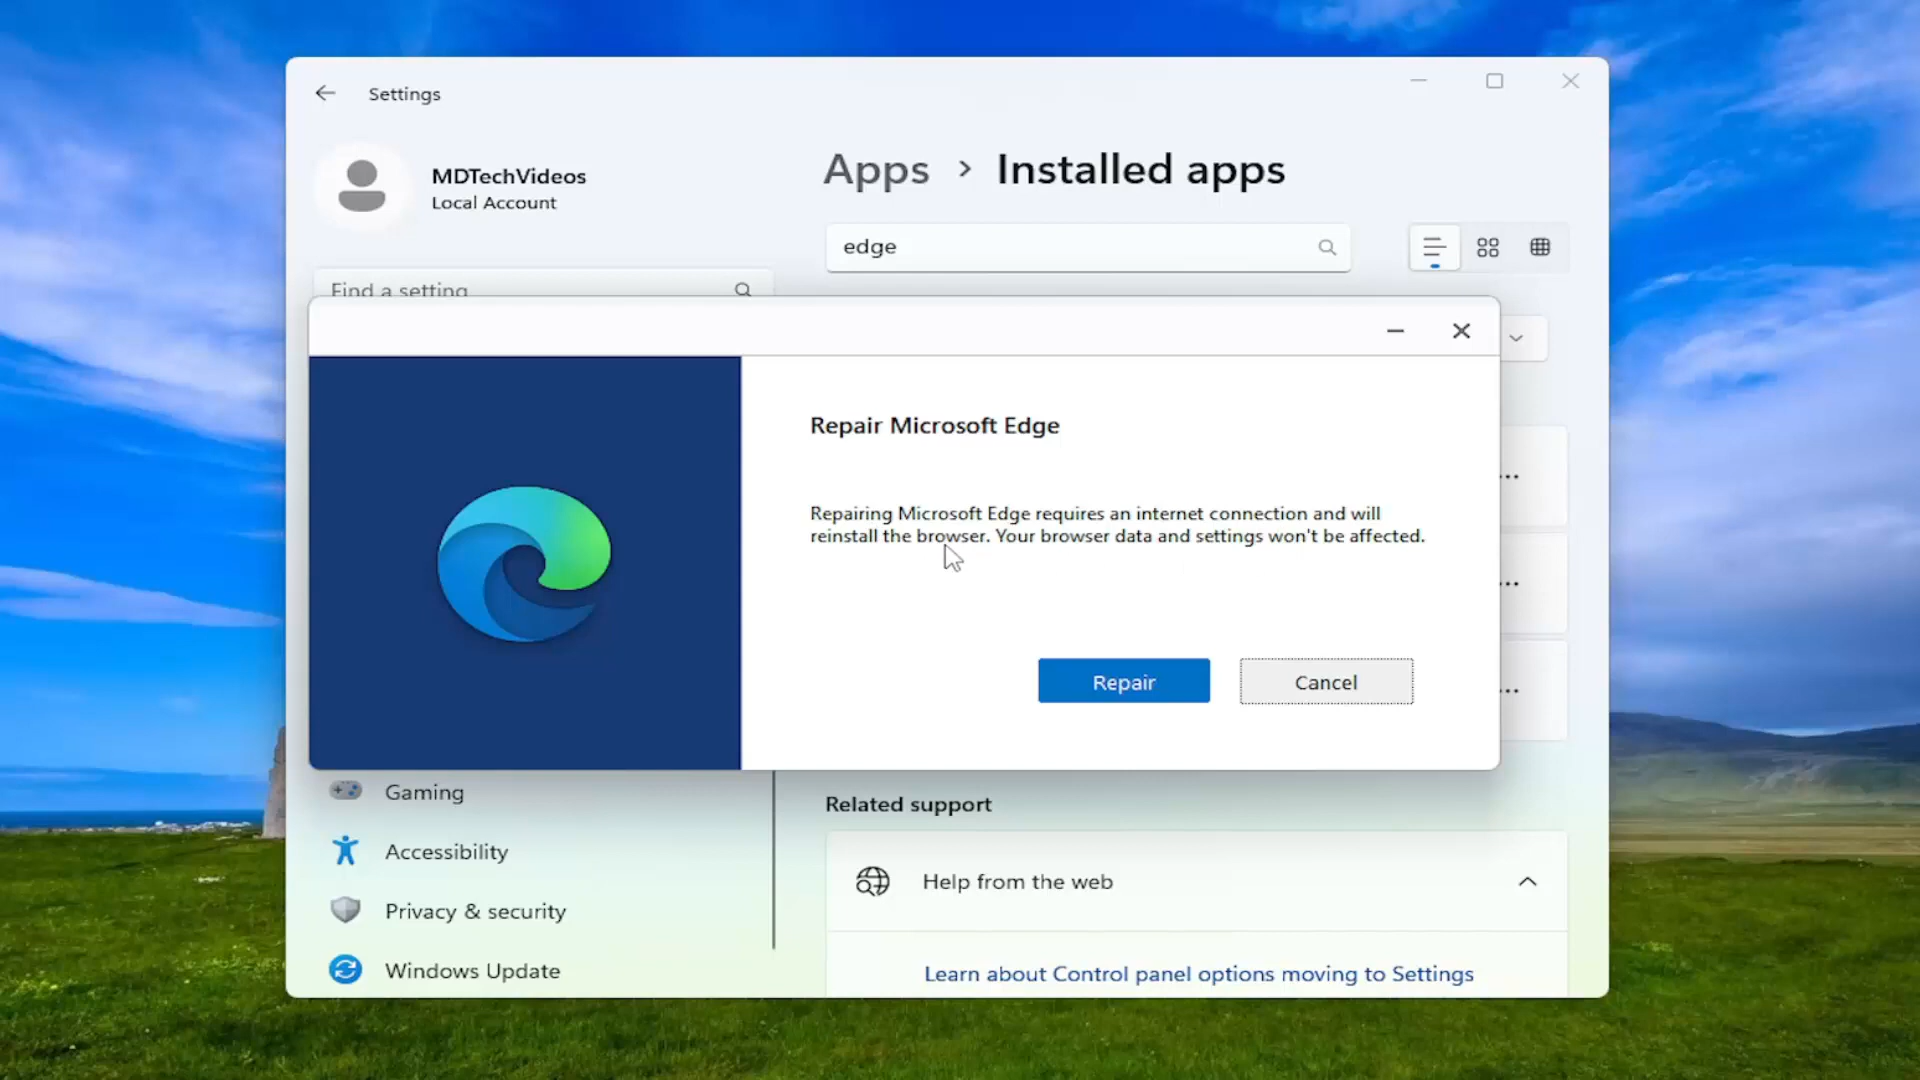 Settings
MDTechVideos
Local Account
Find a setting
Apps > Installed apps
edge
Repair Microsoft Edge
Repairing Microsoft Edge requires an internet connection and will
reinstall the browser. Your browser data and settings won't be affected.
Repair
Cancel
Gaming
Accessibility
Privacy & security
Windows Update
Related support
Help from the web
Learn about Control panel options moving to Settings